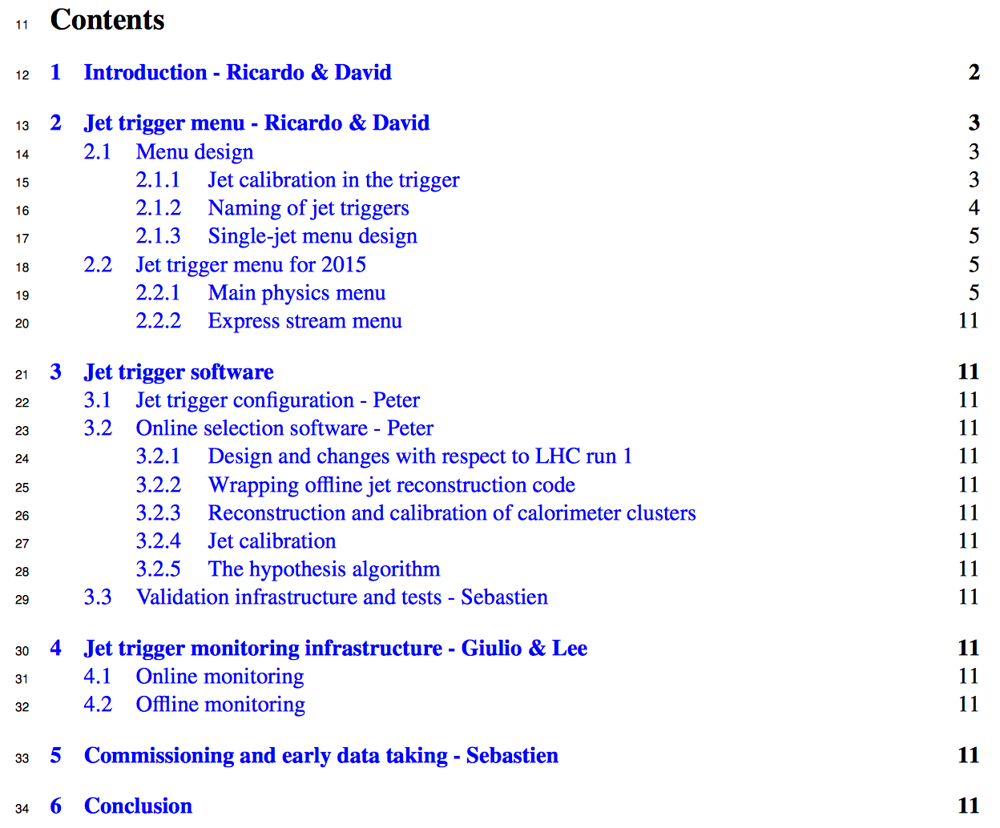 11 Contents
12 1 Introduction - Ricardo & David 2
13 2 Jet trigger menu - Ricardo & David 3
14 2.1 Menu design 3
15 2.1.1 Jet calibration in the trigger 3
16 2.1.2 Naming of jet triggers 4
17 2.1.3 Single-jet menu design 5
18 2.2 Jet trigger menu for 2015 5
19 2.2.1 Main physics menu 5
20 2.2.2 Express stream menu 11
21 3 Jet trigger software 11
22 3.1 Jet trigger configuration - Peter 11
23 3.2 Online selection software - Peter 11
24 3.2.1 Design and changes with respect to LHC run 1 11
25 3.2.2 Wrapping offline jet reconstruction code 11
26 3.2.3 Reconstruction and calibration of calorimeter clusters 11
27 3.2.4 Jet calibration 11
28 3.2.5 The hypothesis algorithm 11
29 3.3 Validation infrastructure and tests - Sebastien 11
30 4 Jet trigger monitoring infrastructure - Giulio & Lee 11
31 4.1 Online monitoring 11
32 4.2 Offline monitoring 11
33 5 Commissioning and early data taking - Sebastien 11
34 6 Conclusion 11